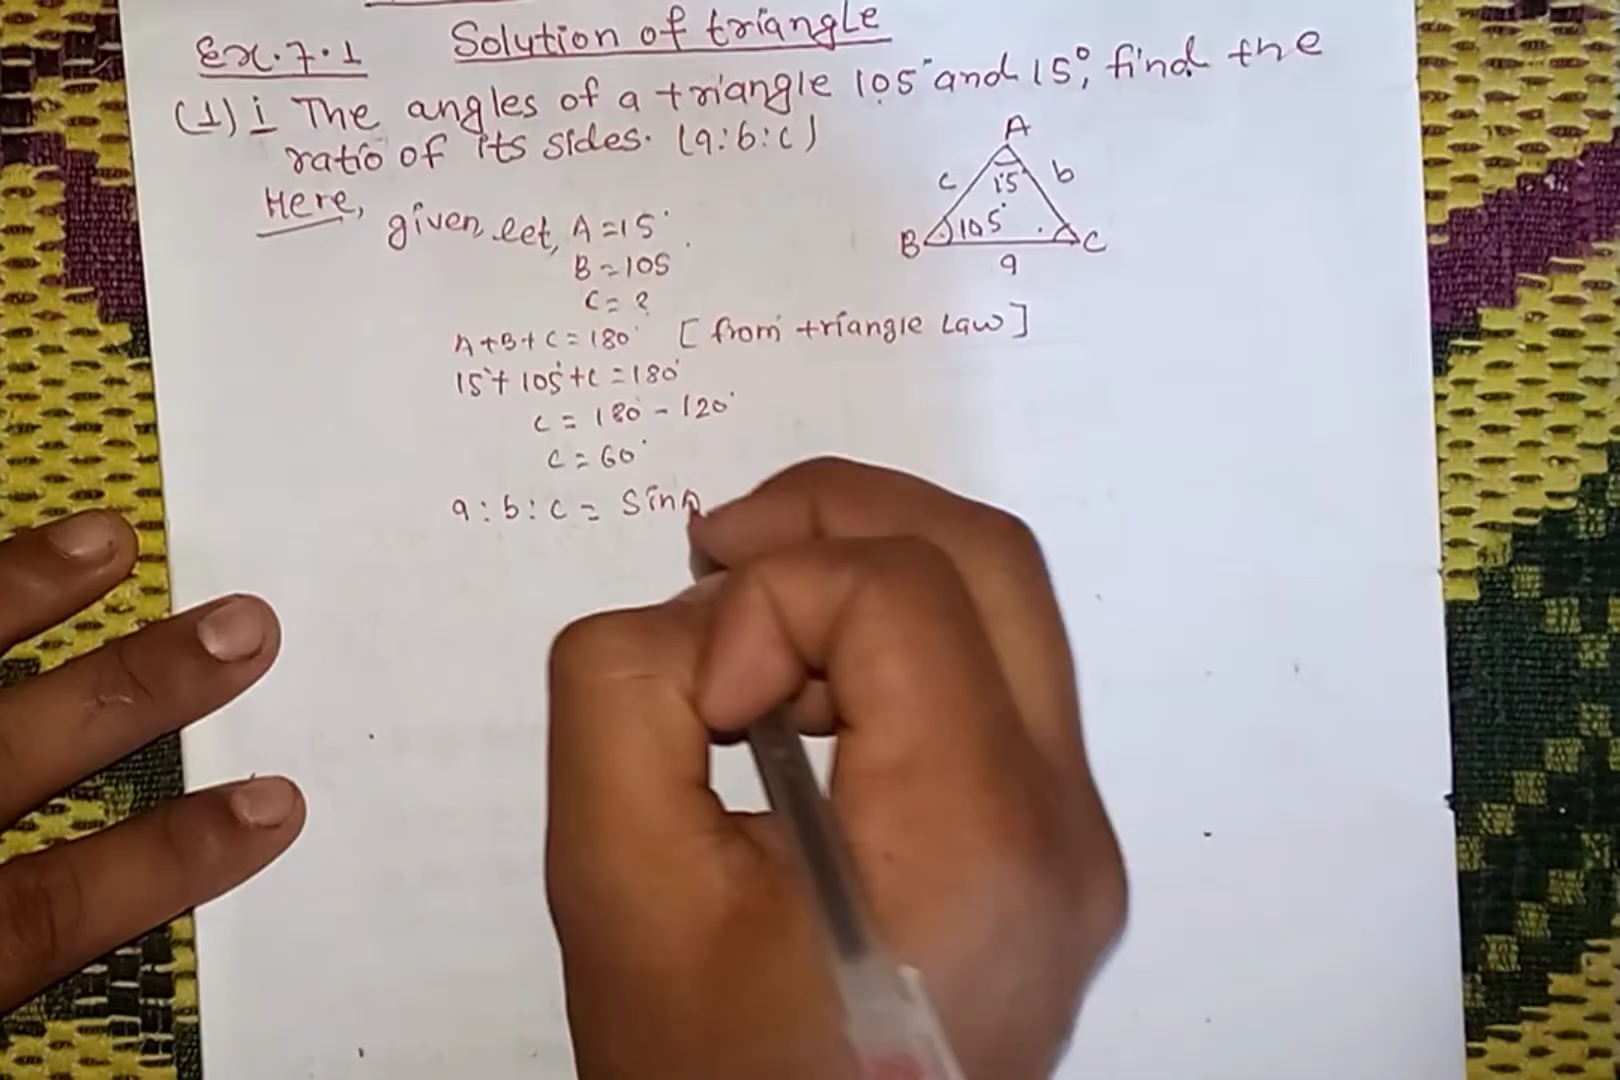 Ex.7.1 Solution of triangle
(1) i The angles of a triangle 105° and 15°, find the
ratio of its sides. (a:b:c)
Here, given, let, A = 15°
B = 105°
C = ?
A + B + C = 180° [from triangle Law]
15° + 105° + C = 180°
C = 180° - 120°
C = 60°
a : b : c = Sin A
A
c 15° b
B 105° C
a